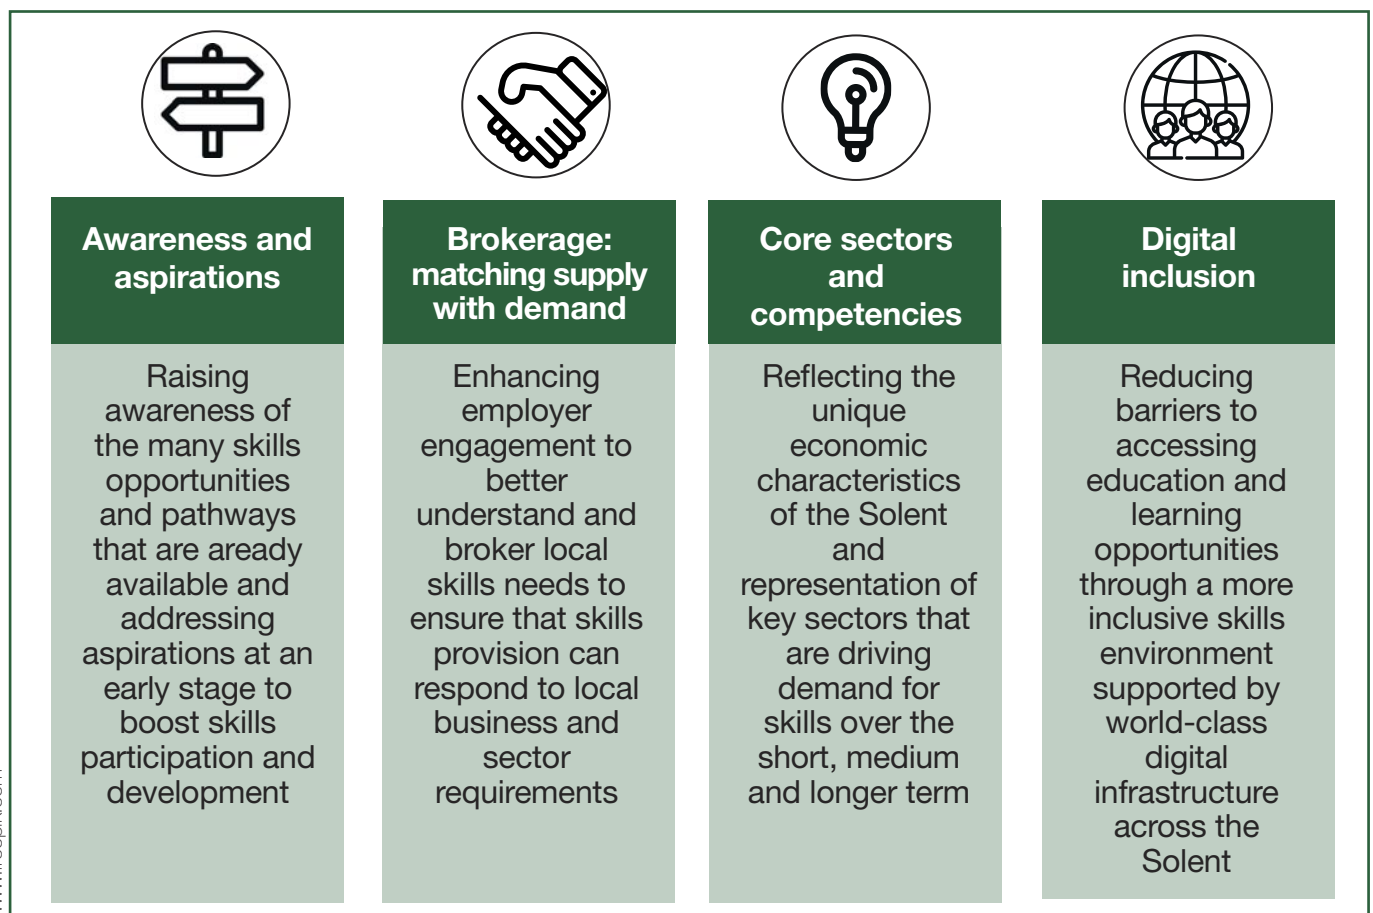 Awareness and
aspirations
Raising
awareness of
the many skills
opportunities
and pathways
that are aready
available and
addressing
aspirations at an
early stage to
boost skills
participation and
development
Brokerage:
matching supply
with demand
Enhancing
employer
engagement to
better
understand and
broker local
skills needs to
ensure that skills
provision can
respond to local
business and
sector
requirements
Core sectors
and
competencies
Reflecting the
unique
economic
characteristics
of the Solent
and
representation of
key sectors that
are driving
demand for
skills over the
short, medium
and longer term
Digital
inclusion
Reducing
barriers to
accessing
education and
learning
opportunities
through a more
inclusive skills
environment
supported by
world-class
digital
infrastructure
across the
Solent